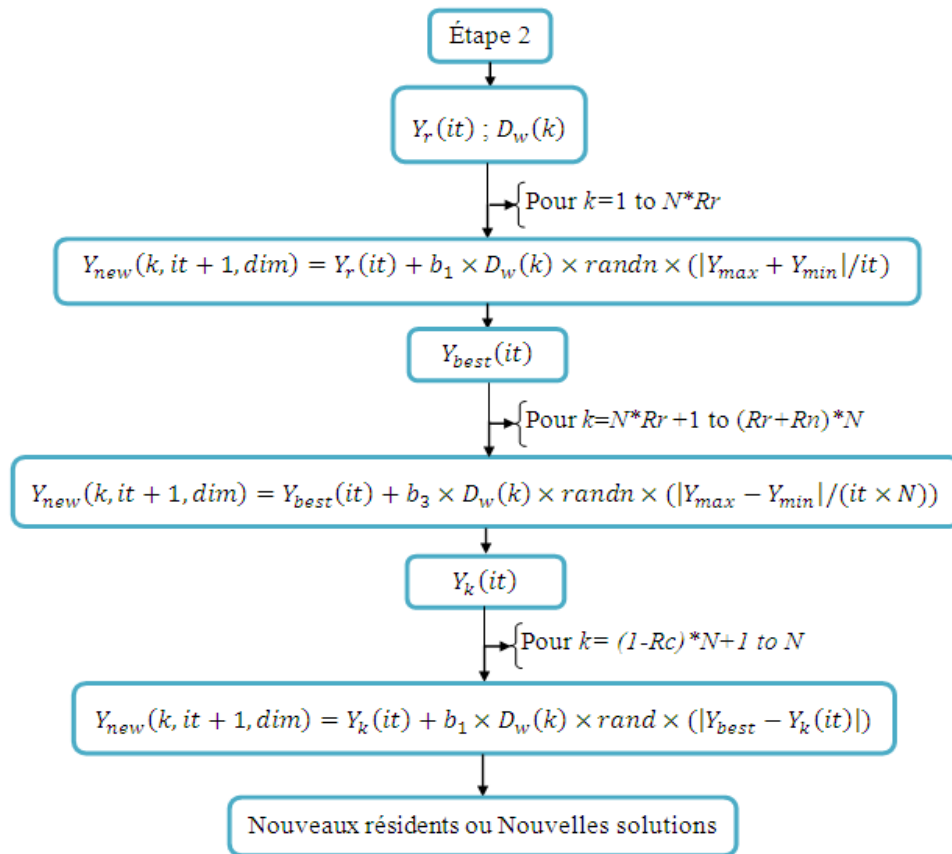 Étape 2
Y_r(it) ; D_w(k)
Pour k=1 to N*Rr
Y_new(k, it + 1, dim) = Y_r(it) + b_1 × D_w(k) × randn × (|Y_max + Y_min|/it)
Y_best(it)
Pour k=N*Rr +1 to (Rr+Rn)*N
Y_new(k, it + 1, dim) = Y_best(it) + b_3 × D_w(k) × randn × (|Y_max − Y_min|/(it × N))
Y_k(it)
Pour k= (1-Rc)*N+1 to N
Y_new(k, it + 1, dim) = Y_k(it) + b_1 × D_w(k) × rand × (|Y_best − Y_k(it)|)
Nouveaux résidents ou Nouvelles solutions